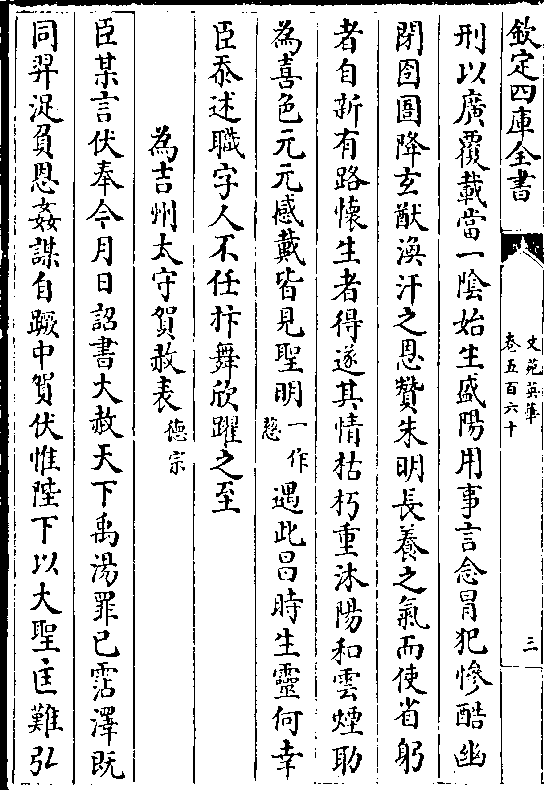 欽定四庫全書
文苑英華
卷五百六十
三
刑以廣覆載當一陰始生盛陽用事言念冒犯慘酷幽
閉囹圄降玄猷渙汗之恩贊朱明長養之氣而使省躬
者自新有路懷生者得遂其情枯朽重沐陽和雲煙助
為喜色元元感戴皆見聖明一作慈遇此昌時生靈何幸
臣忝述職字人不任抃舞欣躍之至
為吉州太守賀赦表德宗
臣某言伏奉今月日詔書大赦天下禹湯罪已霑澤既
同羿浞負恩姦謀自蹶中賀伏惟陛下以大聖匡難弘